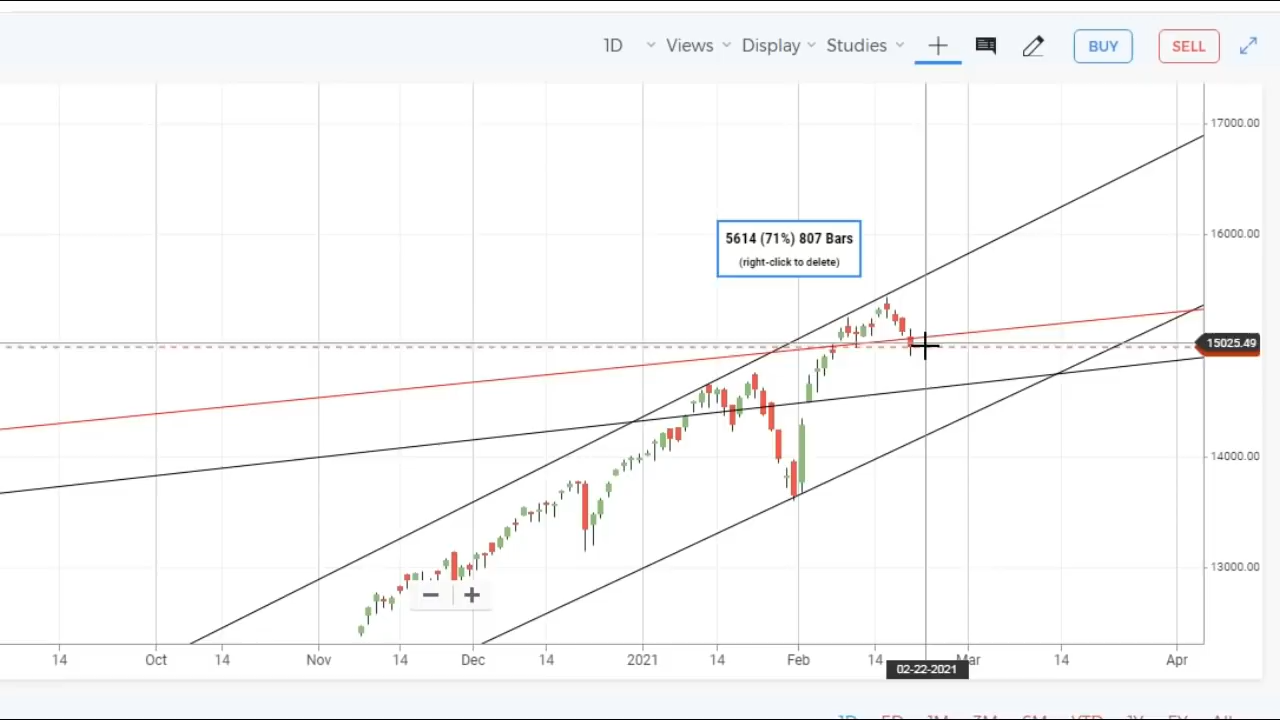 1D Views Display Studies BUY SELL
17000.00
5614 (71%) 807 Bars
(right-click to delete)
16000.00
15025.49
14000.00
13000.00
14 Oct 14 Nov 14 Dec 14 2021 14 Feb 14 Mar 14 Apr
02-22-2021